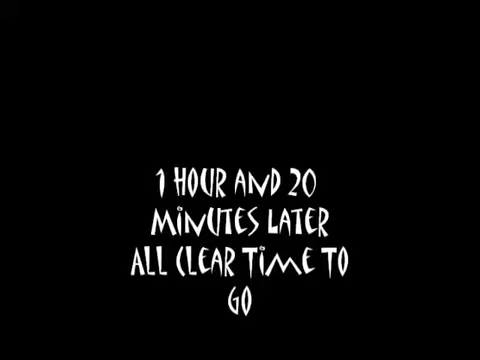 1 HOUR AND 20
MINUTES LATER
ALL CLEAR TIME TO
GO